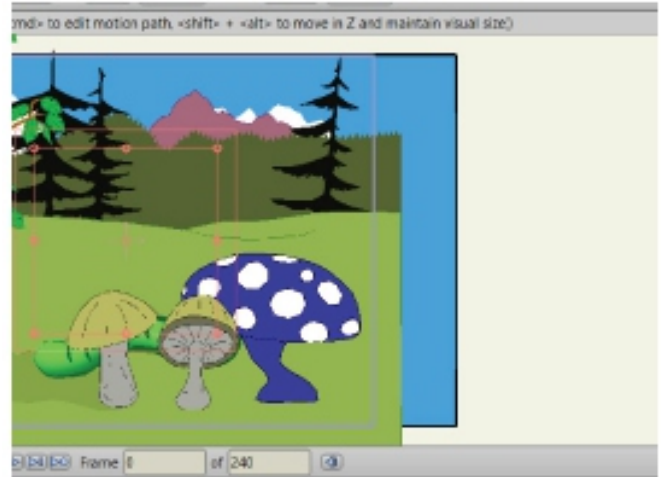 cmd> to edit motion path, <shift> + <alt> to move in Z and maintain visual size)
Frame 0 of 240